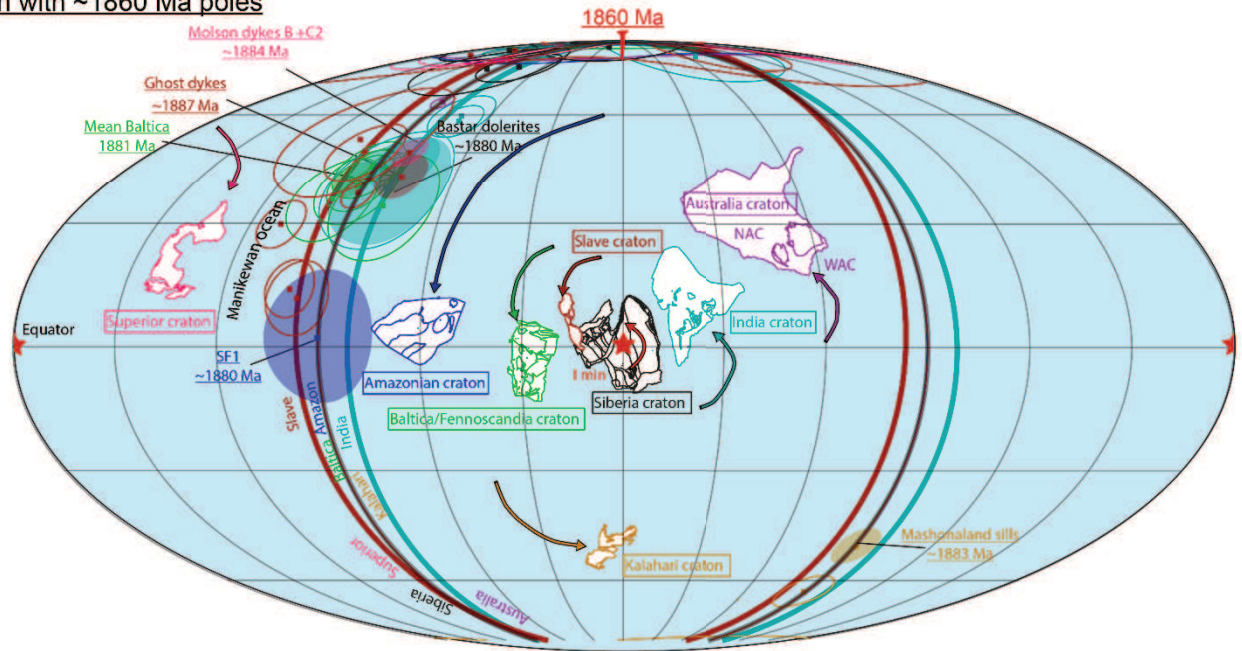 with ~1860 Ma poles
1860 Ma
Molson dykes B +C2
~1884 Ma
Ghost dykes
~1887 Ma
Mean Baltica
1881 Ma
Bastar dolerites
~1880 Ma
Manikewan ocean
Superior craton
Equator
SF1
~1880 Ma
Amazonian craton
Baltica/Fennoscandia craton
Slave craton
I min
Siberia craton
India craton
Australia craton
NAC
WAC
Slave
Amazon
India
Baltica
Kalahari
Superior
Siberia
Australia
Kalahari craton
Mashonaland sills
~1883 Ma